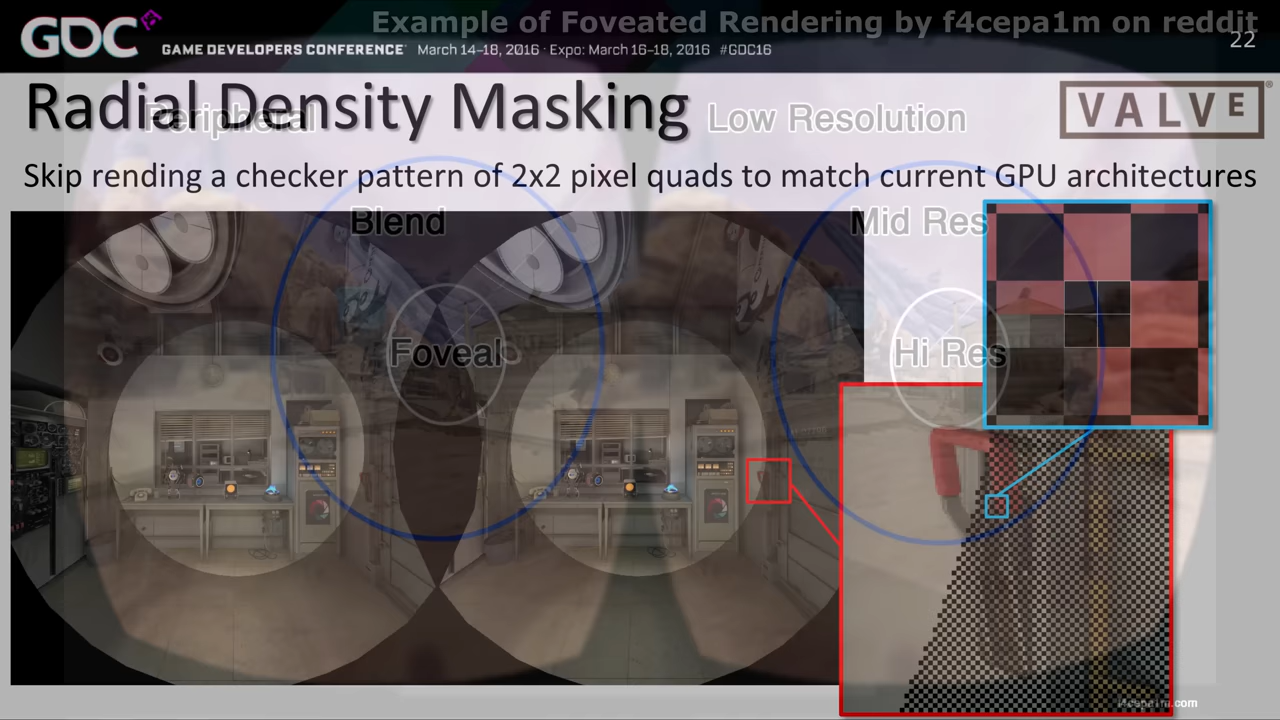 Example of Foveated Rendering by f4cepa1m on reddit
GDC
GAME DEVELOPERS CONFERENCE March 14-18, 2016 · Expo: March 16-18, 2016 #GDC16
22
Radial Density Masking
Peripheral
Low Resolution
VALVE®
Skip rending a checker pattern of 2x2 pixel quads to match current GPU architectures
Blend
Mid Res
Foveal
Hi Res
f4cepa1m.com